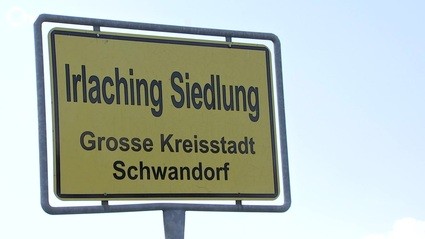 Irlaching Siedlung
Grosse Kreisstadt
Schwandorf